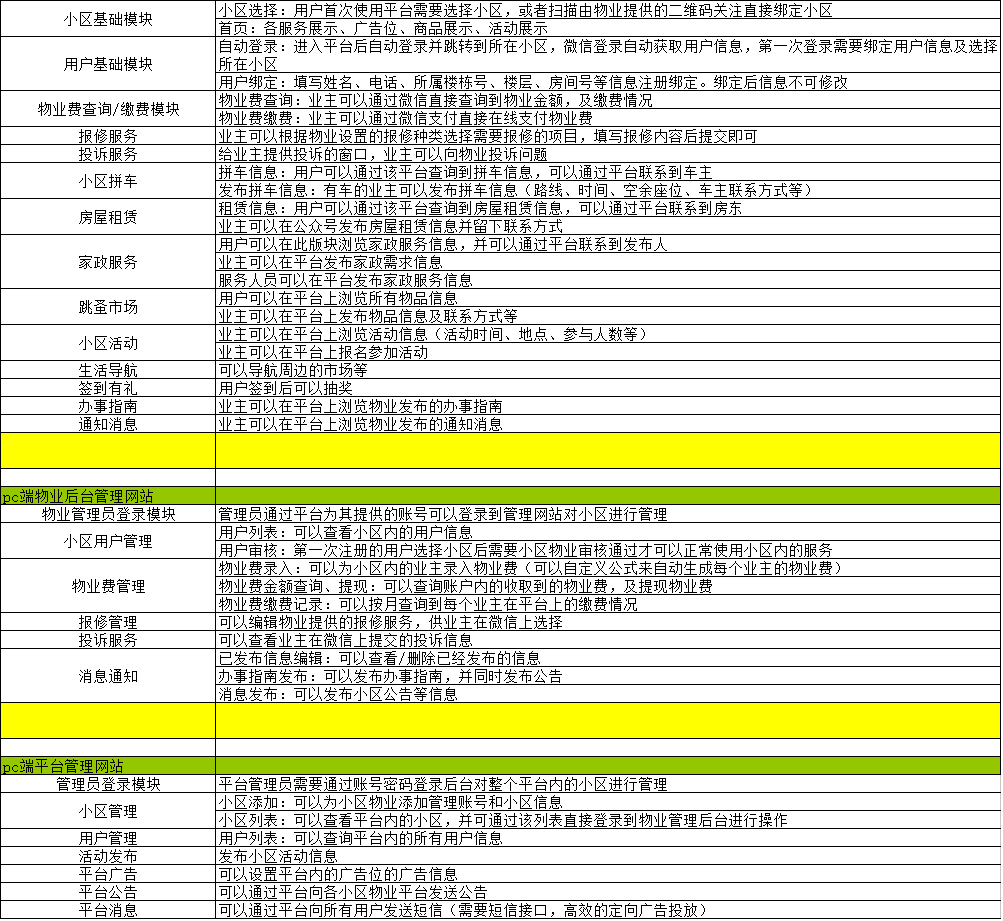 小区基础模块
小区选择：用户首次使用平台需要选择小区，或者扫描由物业提供的二维码关注直接绑定小区
首页：各服务展示、广告位、商品展示、活动展示
用户基础模块
自动登录：进入平台后自动登录并跳转到所在小区，微信登录自动获取用户信息，第一次登录需要绑定用户信息及选择
所在小区
用户绑定：填写姓名、电话、所属楼栋号、楼层、房间号等信息注册绑定。绑定后信息不可修改
物业费查询/缴费模块
物业费查询：业主可以通过微信直接查询到物业金额，及缴费情况
物业费缴费：业主可以通过微信支付直接在线支付物业费
报修服务
业主可以根据物业设置的报修种类选择需要报修的项目，填写报修内容后提交即可
投诉服务
给业主提供投诉的窗口，业主可以向物业投诉问题
小区拼车
拼车信息：用户可以通过该平台查询到拼车信息，可以通过平台联系到车主
发布拼车信息：有车的业主可以发布拼车信息（路线、时间、空余座位、车主联系方式等）
房屋租赁
租赁信息：用户可以通过该平台查询到房屋租赁信息，可以通过平台联系到房东
业主可以在公众号发布房屋租赁信息并留下联系方式
家政服务
用户可以在此版块浏览家政服务信息，并可以通过平台联系到发布人
业主可以在平台发布家政需求信息
服务人员可以在平台发布家政服务信息
跳蚤市场
用户可以在平台上浏览所有物品信息
业主可以在平台上发布物品信息及联系方式等
小区活动
业主可以在平台上浏览活动信息（活动时间、地点、参与人数等）
业主可以在平台上报名参加活动
生活导航
可以导航周边的市场等
签到有礼
用户签到后可以抽奖
办事指南
业主可以在平台上浏览物业发布的办事指南
通知消息
业主可以在平台上浏览物业发布的通知消息
pc端物业后台管理网站
物业管理员登录模块
管理员通过平台为其提供的账号可以登录到管理网站对小区进行管理
小区用户管理
用户列表：可以查看小区内的用户信息
用户审核：第一次注册的用户选择小区后需要小区物业审核通过才可以正常使用小区内的服务
物业费管理
物业费录入：可以为小区内的业主录入物业费（可以自定义公式来自动生成每个业主的物业费）
物业费金额查询、提现：可以查询账户内的收取到的物业费，及提现物业费
物业费缴费记录：可以按月查询到每个业主在平台上的缴费情况
报修管理
可以编辑物业提供的报修服务，供业主在微信上选择
投诉服务
可以查看业主在微信上提交的投诉信息
消息通知
已发布信息编辑：可以查看/删除已经发布的信息
办事指南发布：可以发布办事指南，并同时发布公告
消息发布：可以发布小区公告等信息
pc端平台管理网站
管理员登录模块
平台管理员需要通过账号密码登录后台对整个平台内的小区进行管理
小区管理
小区添加：可以为小区物业添加管理账号和小区信息
小区列表：可以查看平台内的小区，并可通过该列表直接登录到物业管理后台进行操作
用户管理
用户列表：可以查询平台内的所有用户信息
活动发布
发布小区活动信息
平台广告
可以设置平台内的广告位的广告信息
平台公告
可以通过平台向各小区物业平台发送公告
平台消息
可以通过平台向所有用户发送短信（需要短信接口，高效的定向广告投放）